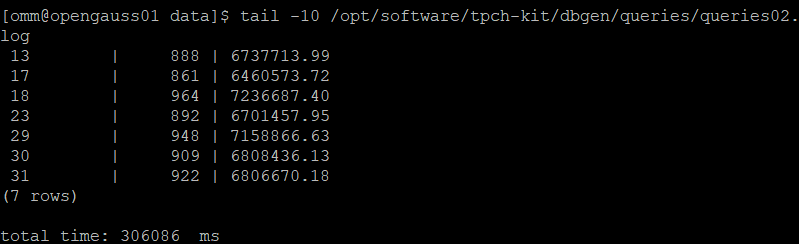 [omm@opengauss01 data]$ tail -10 /opt/software/tpch-kit/dbgen/queries/queries02.
log
 13         |     888 | 6737713.99
 17         |     861 | 6460573.72
 18         |     964 | 7236687.40
 23         |     892 | 6701457.95
 29         |     948 | 7158866.63
 30         |     909 | 6808436.13
 31         |     922 | 6806670.18
(7 rows)

total time: 306086  ms